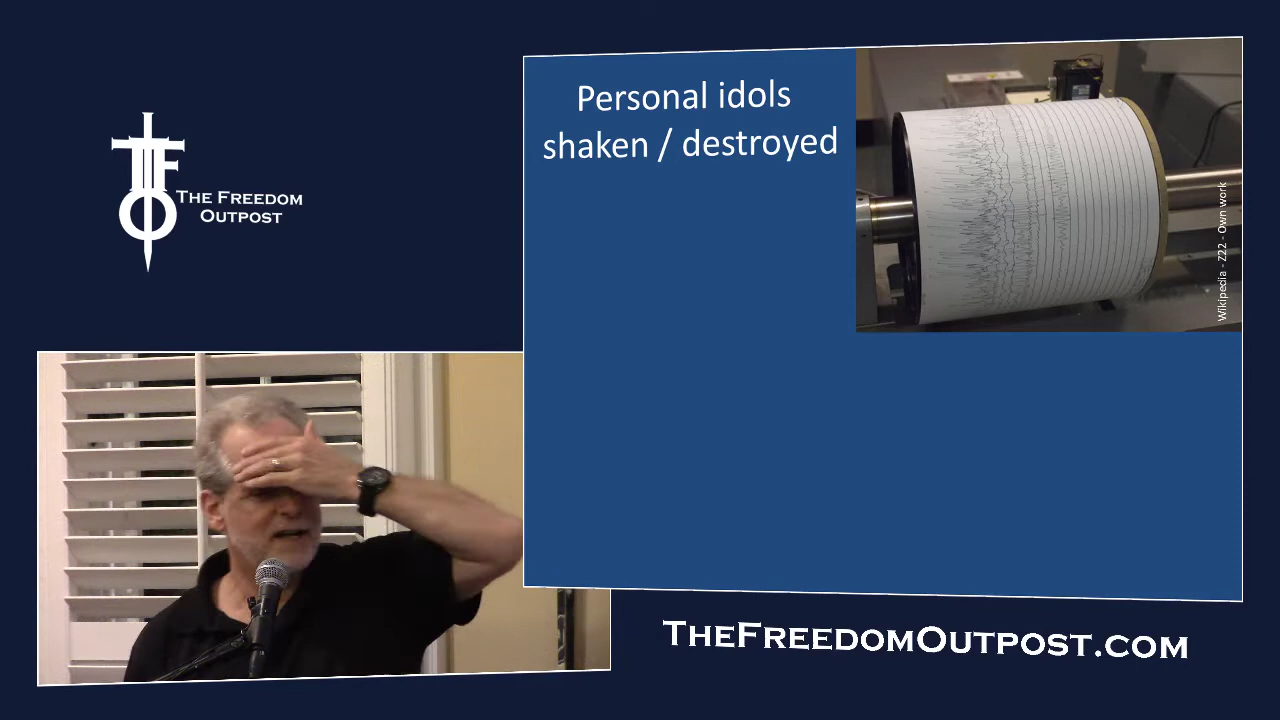 The Freedom
Outpost
Personal idols
shaken / destroyed
Wikipedia - Z22 - Own work
TheFreedomOutpost.com